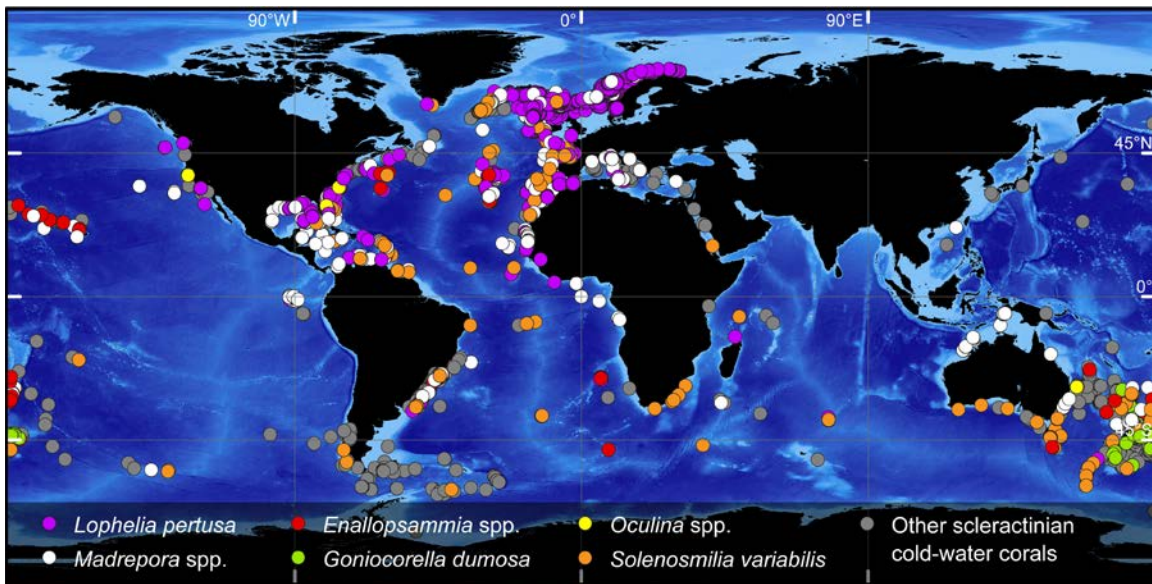 90°W 0° 90°E
45°N
0°
45°S
Lophelia pertusa Enallopsammia spp. Oculina spp. Other scleractinian
Madrepora spp. Goniocorella dumosa Solenosmilia variabilis cold-water corals